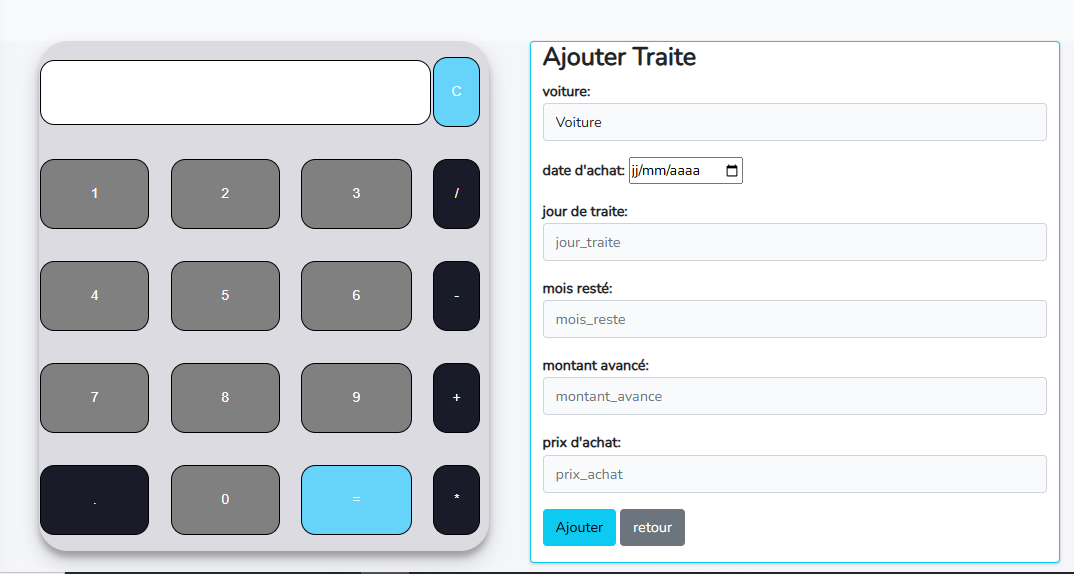 C
1 2 3 /
4 5 6 -
7 8 9 +
. 0 = *
Ajouter Traite
voiture:
Voiture
date d'achat: jj/mm/aaaa
jour de traite:
jour_traite
mois resté:
mois_reste
montant avancé:
montant_avance
prix d'achat:
prix_achat
Ajouter retour